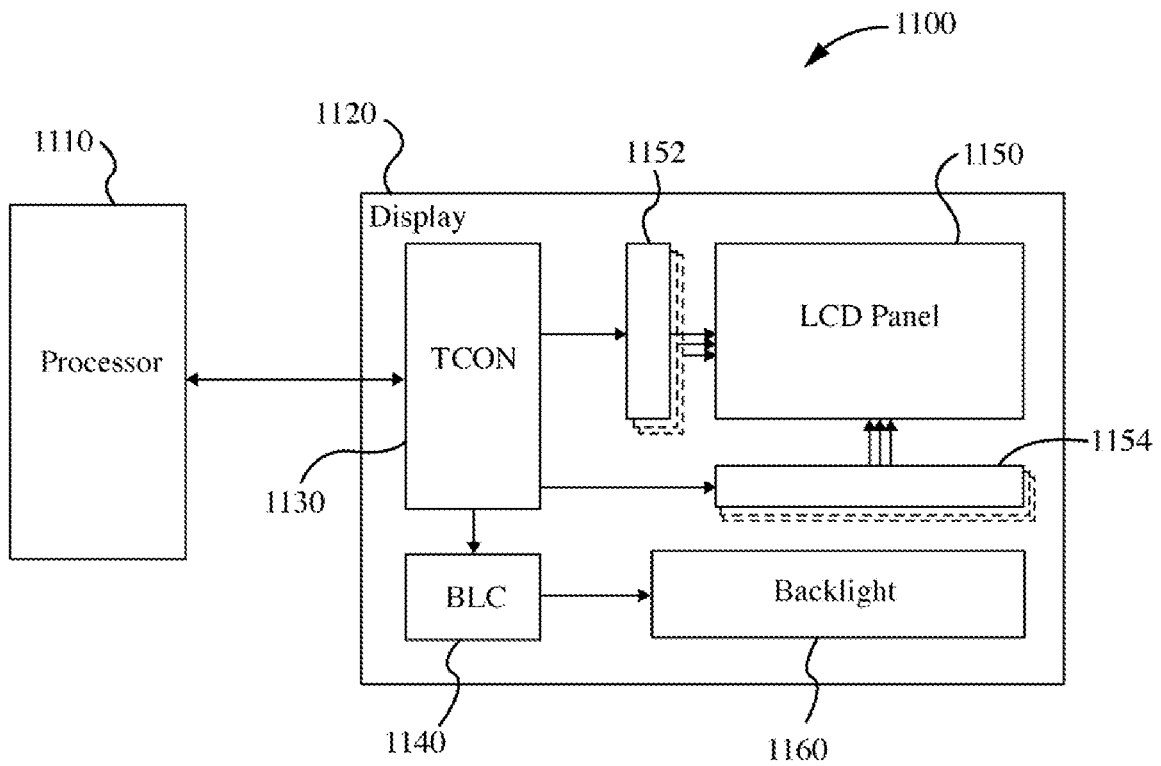 1100
1110
1120
1152
1150
Display
Processor
TCON
LCD Panel
1130
1154
BLC
Backlight
1140
1160